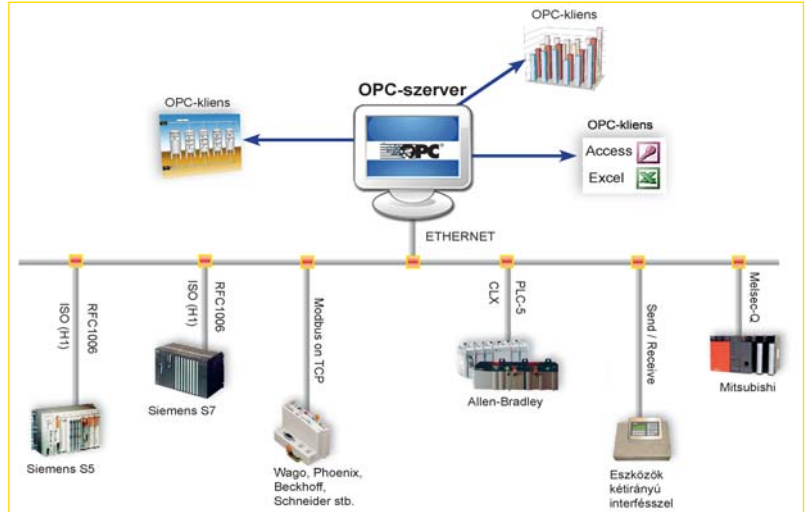 OPC-kliens
OPC-szerver
OPC-kliens
OPC-kliens
Access
Excel
OPC
ETHERNET
RFC1006
ISO (H1)
RFC1006
ISO (H1)
Modbus on TCP
PLC-5
CLX
Send / Receive
Melsec-Q
Siemens S5
Siemens S7
Wago, Phoenix,
Beckhoff,
Schneider stb.
Allen-Bradley
Eszközök
kétirányú
interfésszel
Mitsubishi